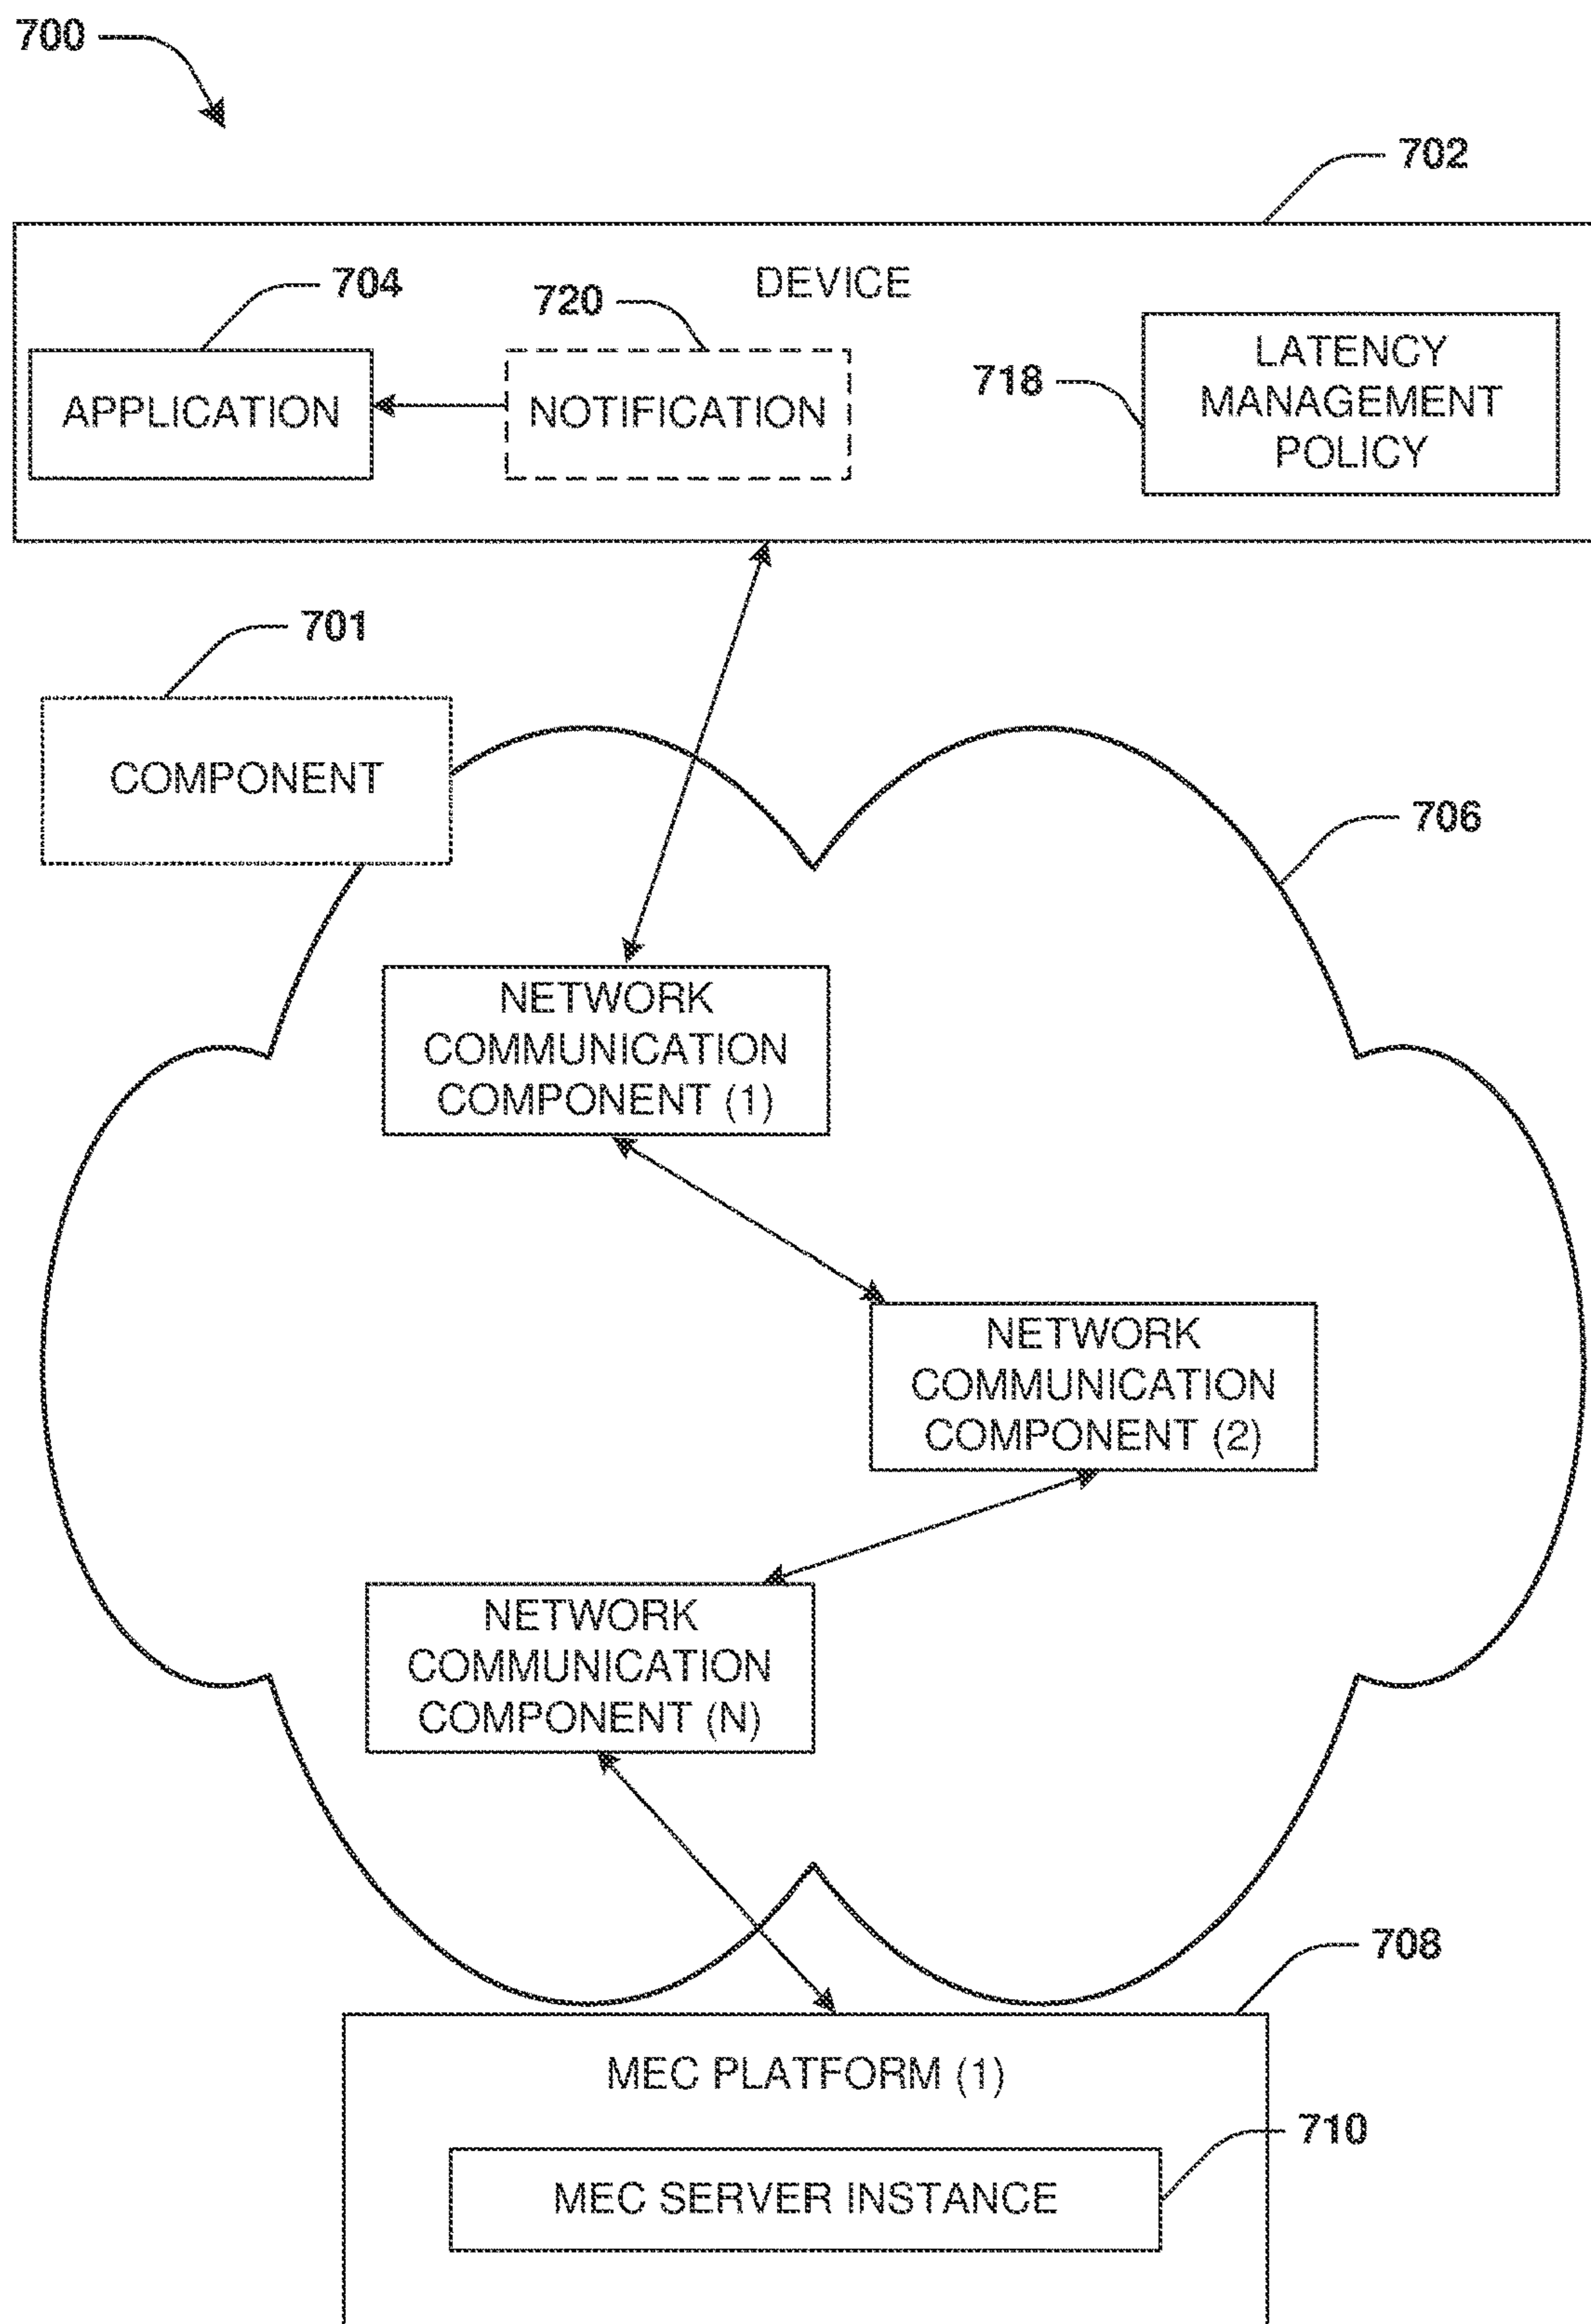 700
702
DEVICE
704
720
718
APPLICATION
NOTIFICATION
LATENCY
MANAGEMENT
POLICY
701
COMPONENT
706
NETWORK
COMMUNICATION
COMPONENT (1)
NETWORK
COMMUNICATION
COMPONENT (2)
NETWORK
COMMUNICATION
COMPONENT (N)
708
MEC PLATFORM (1)
710
MEC SERVER INSTANCE